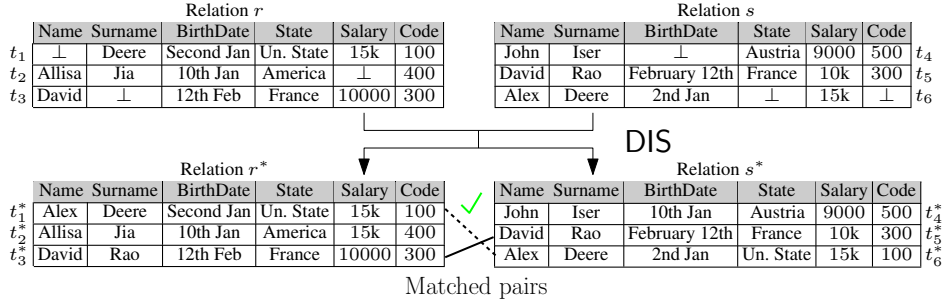 Relation r
Name Surname BirthDate State Salary Code
t1 ⊥ Deere Second Jan Un. State 15k 100
t2 Allisa Jia 10th Jan America ⊥ 400
t3 David ⊥ 12th Feb France 10000 300
Relation s
Name Surname BirthDate State Salary Code
John Iser ⊥ Austria 9000 500 t4
David Rao February 12th France 10k 300 t5
Alex Deere 2nd Jan ⊥ 15k ⊥ t6
DIS
Relation r*
Name Surname BirthDate State Salary Code
t1* Alex Deere Second Jan Un. State 15k 100
t2* Allisa Jia 10th Jan America 15k 400
t3* David Rao 12th Feb France 10000 300
✓
Relation s*
Name Surname BirthDate State Salary Code
John Iser 10th Jan Austria 9000 500 t4*
David Rao February 12th France 10k 300 t5*
Alex Deere 2nd Jan Un. State 15k 100 t6*
Matched pairs